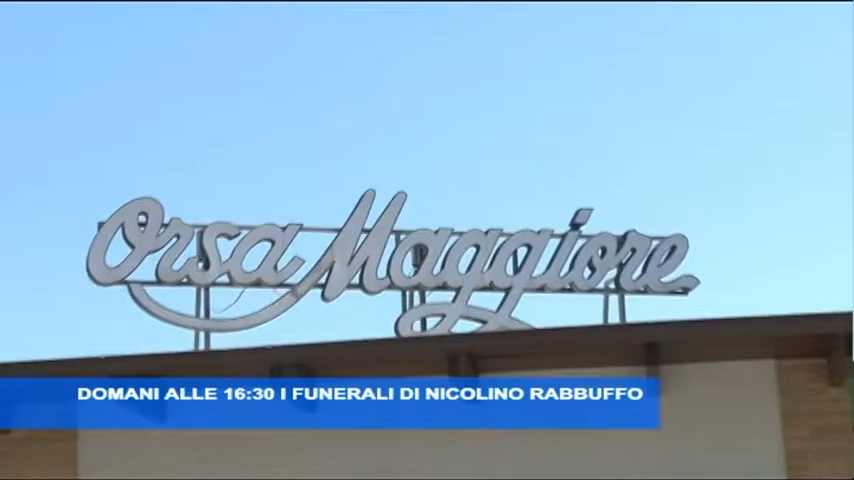 Orsa Maggiore
DOMANI ALLE 16:30 I FUNERALI DI NICOLINO RABBUFFO